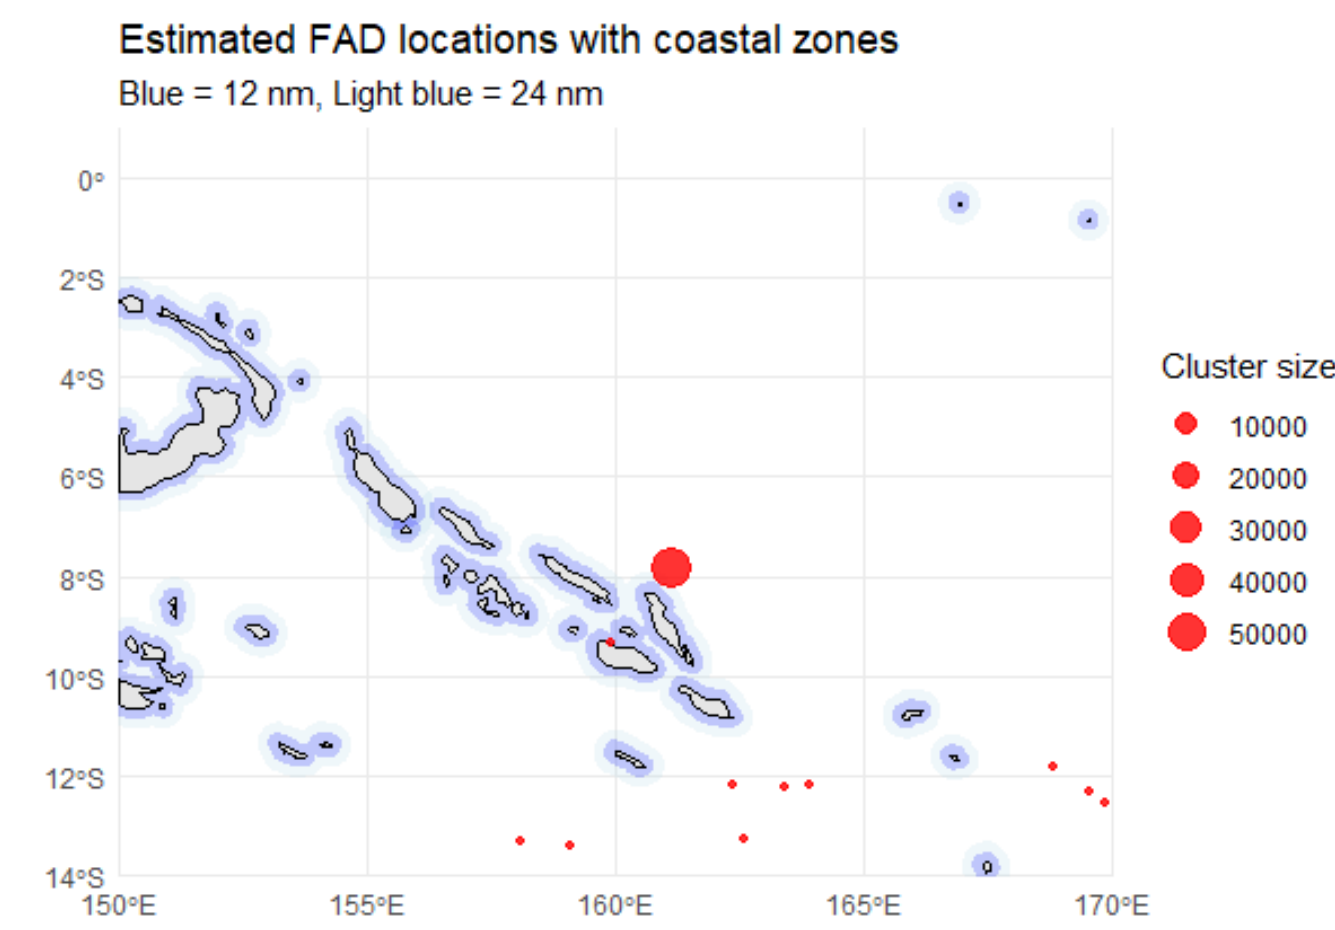 Estimated FAD locations with coastal zones
Blue = 12 nm, Light blue = 24 nm
0°
2°S
4°S
6°S
8°S
10°S
12°S
14°S
150°E 155°E 160°E 165°E 170°E
Cluster size
10000
20000
30000
40000
50000